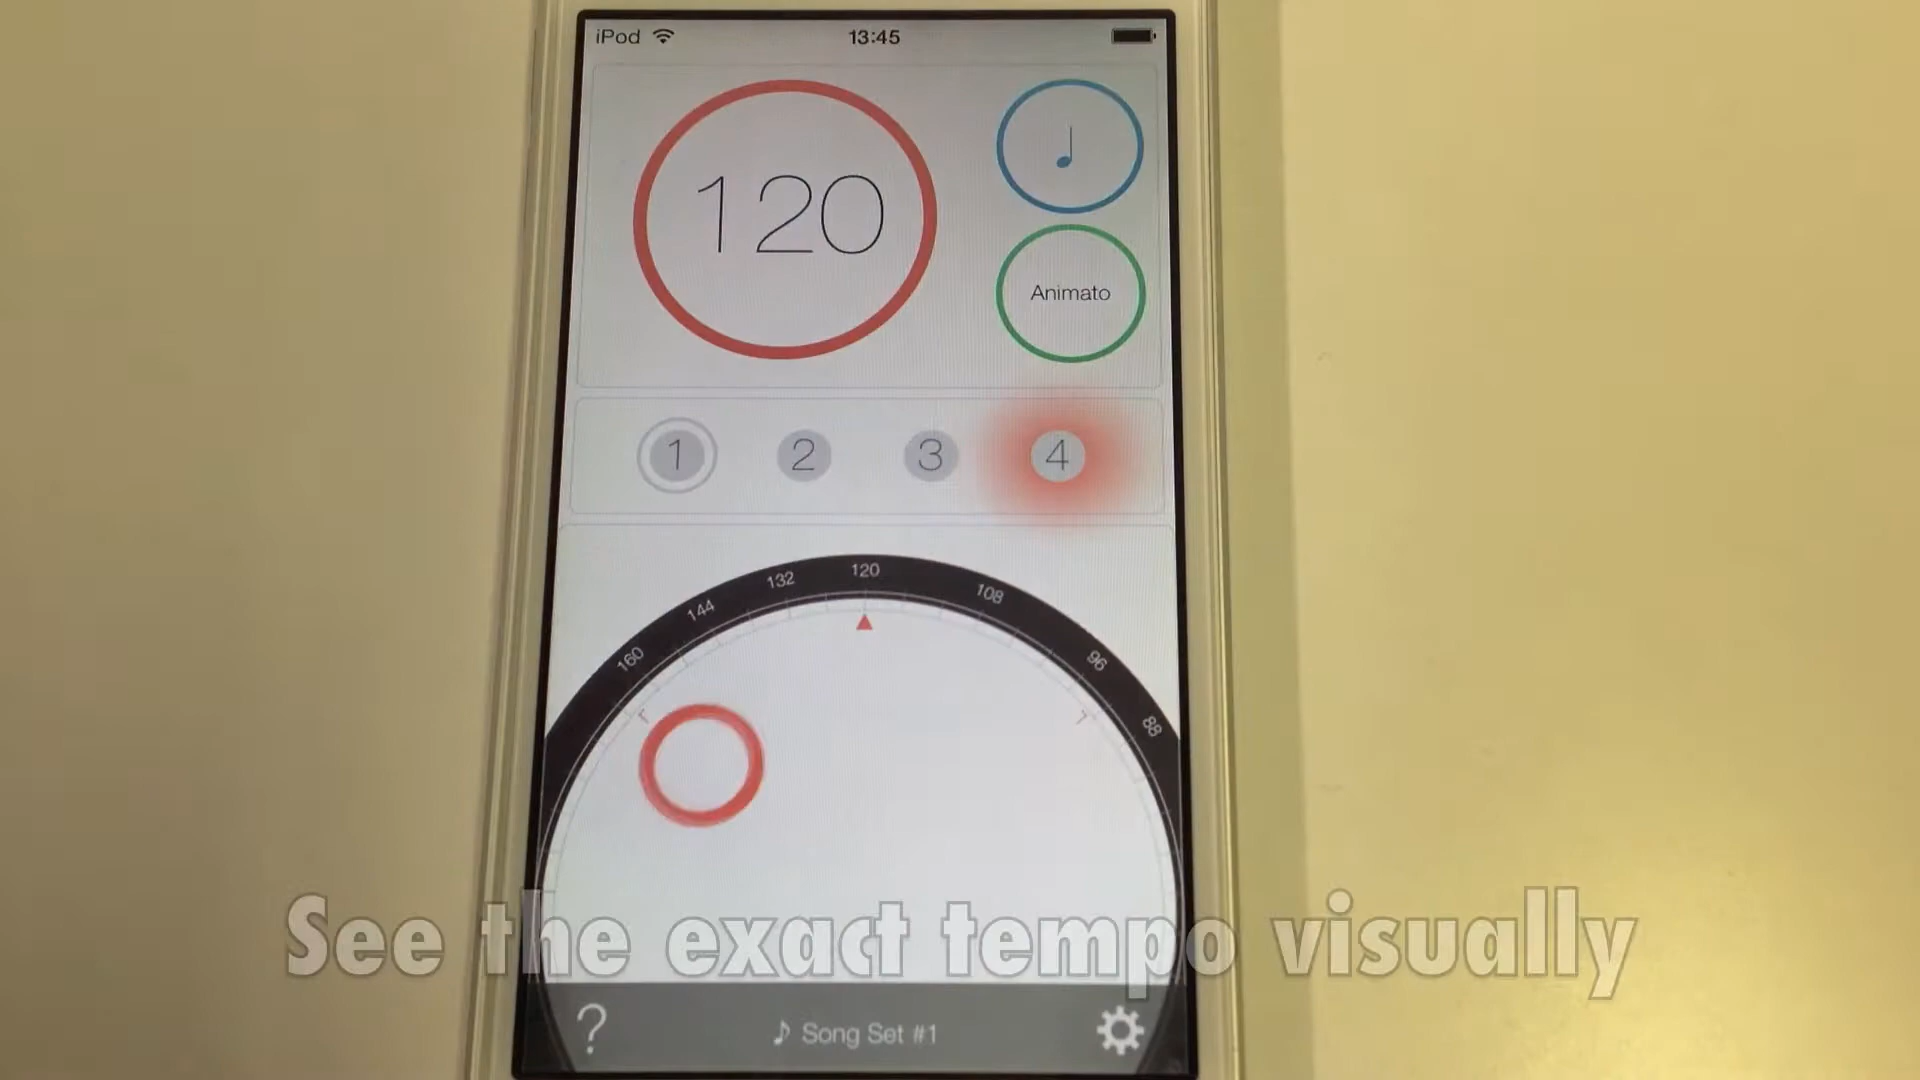 iPod
13:45
120
Animato
1 2 3 4
160 144 132 120 108 96 88
See the exact tempo visually
? ♪ Song Set #1